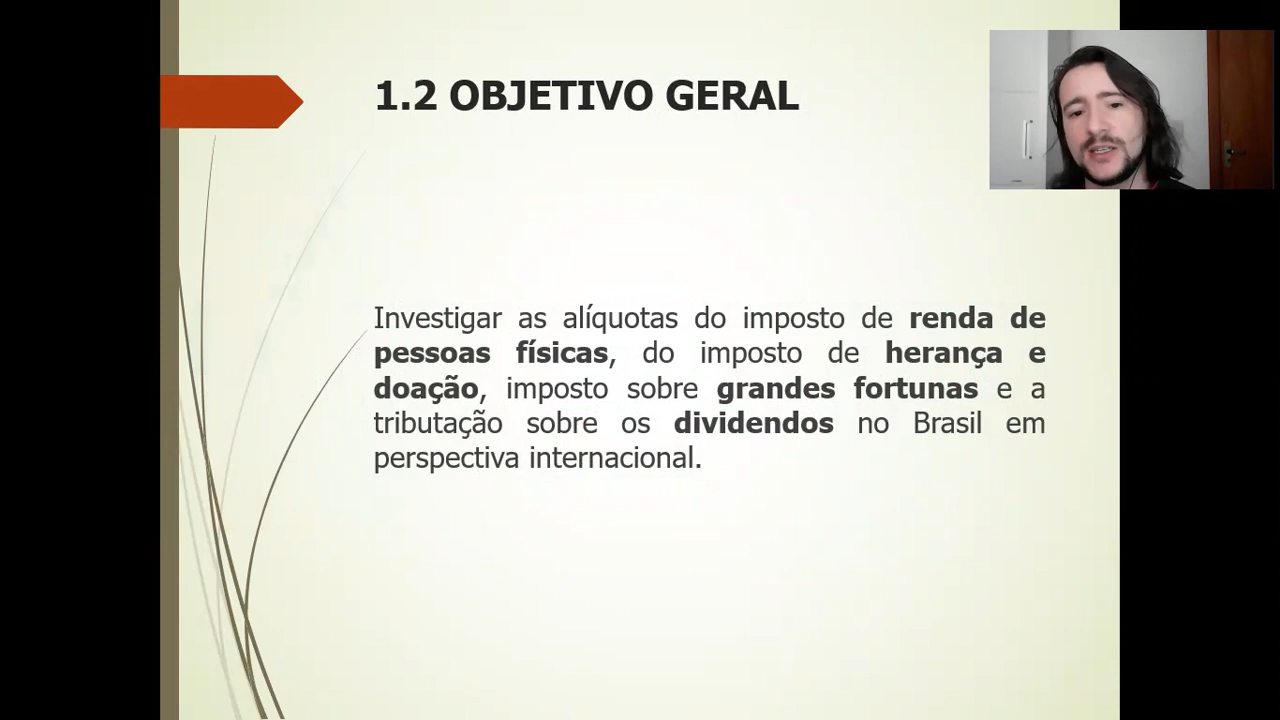 1.2 OBJETIVO GERAL
Investigar as alíquotas do imposto de renda de
pessoas físicas, do imposto de herança e
doação, imposto sobre grandes fortunas e a
tributação sobre os dividendos no Brasil em
perspectiva internacional.